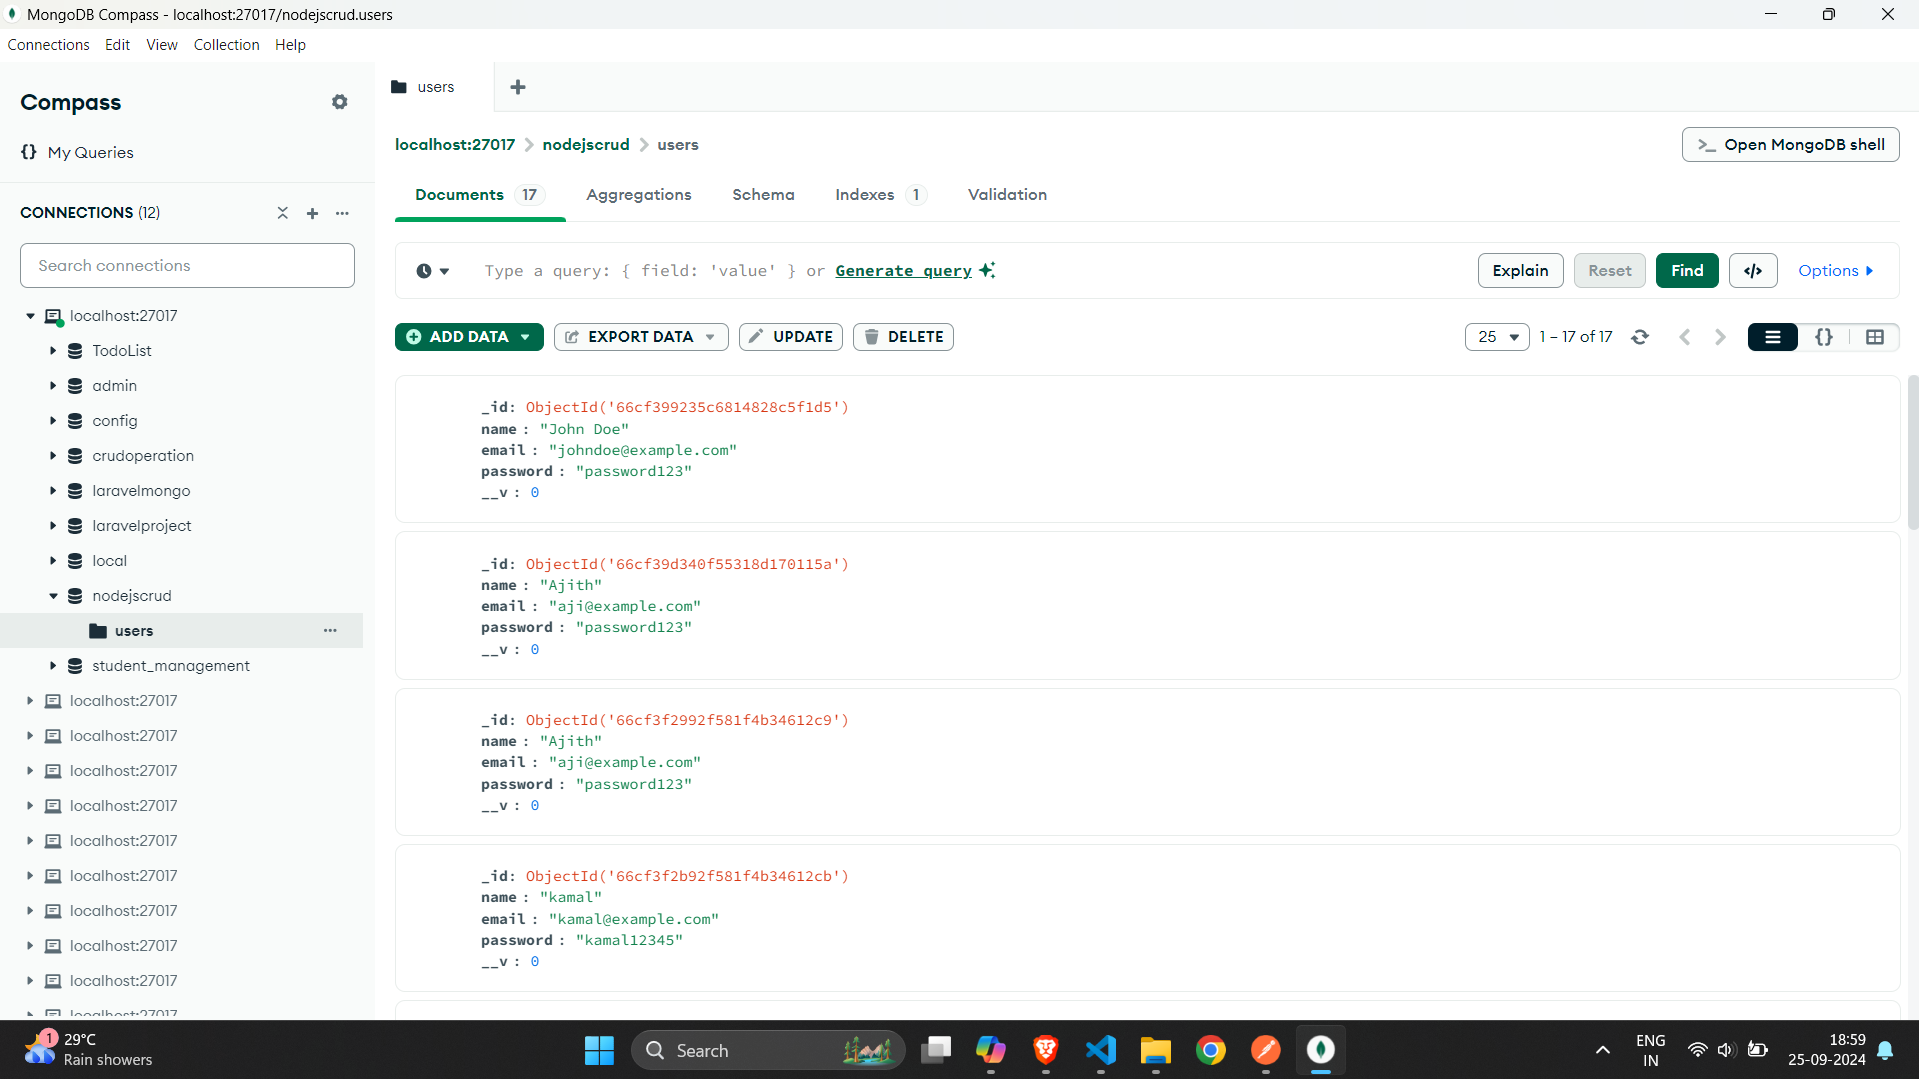 MongoDB Compass - localhost:27017/nodejscrud.users
Connections Edit View Collection Help
Compass
{} My Queries
CONNECTIONS (12)
Search connections
localhost:27017
TodoList
admin
config
crudoperation
laravelmongo
laravelproject
local
nodejscrud
users
student_management
localhost:27017
localhost:27017
localhost:27017
localhost:27017
localhost:27017
localhost:27017
localhost:27017
localhost:27017
localhost:27017
localhost:27017
users
localhost:27017 > nodejscrud > users
>_ Open MongoDB shell
Documents 17 Aggregations Schema Indexes 1 Validation
Type a query: { field: 'value' } or Generate query
Explain Reset Find </> Options
ADD DATA EXPORT DATA UPDATE DELETE
25 1 – 17 of 17 {}
_id: ObjectId('66cf399235c6814828c5f1d5')
name : "John Doe"
email : "johndoe@example.com"
password : "password123"
__v : 0
_id: ObjectId('66cf39d340f55318d170115a')
name : "Ajith"
email : "aji@example.com"
password : "password123"
__v : 0
_id: ObjectId('66cf3f2992f581f4b34612c9')
name : "Ajith"
email : "aji@example.com"
password : "password123"
__v : 0
_id: ObjectId('66cf3f2b92f581f4b34612cb')
name : "kamal"
email : "kamal@example.com"
password : "kamal12345"
__v : 0
1
29°C
Rain showers
Search
ENG
IN
18:59
25-09-2024